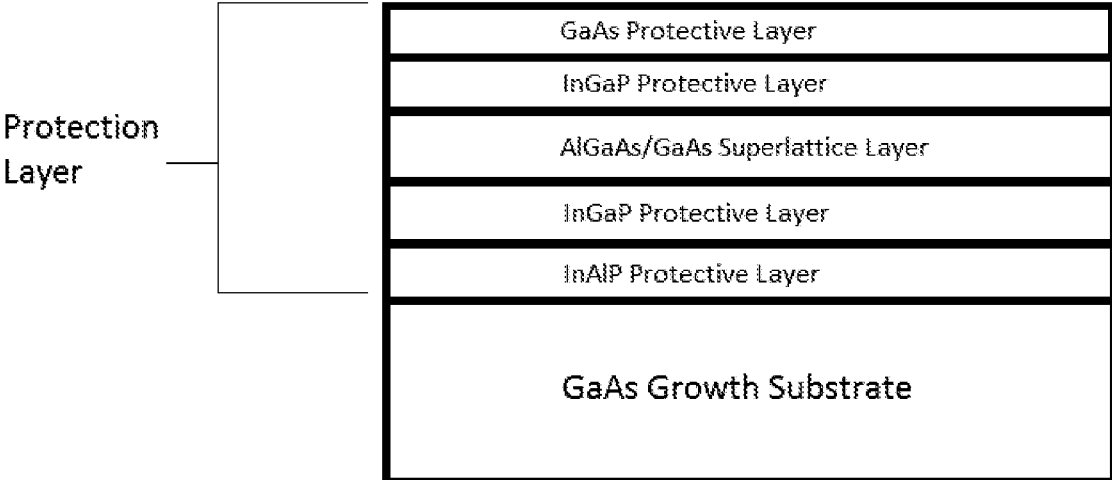 GaAs Protective Layer
InGaP Protective Layer
Protection
Layer
AlGaAs/GaAs Superlattice Layer
InGaP Protective Layer
InAlP Protective Layer
GaAs Growth Substrate